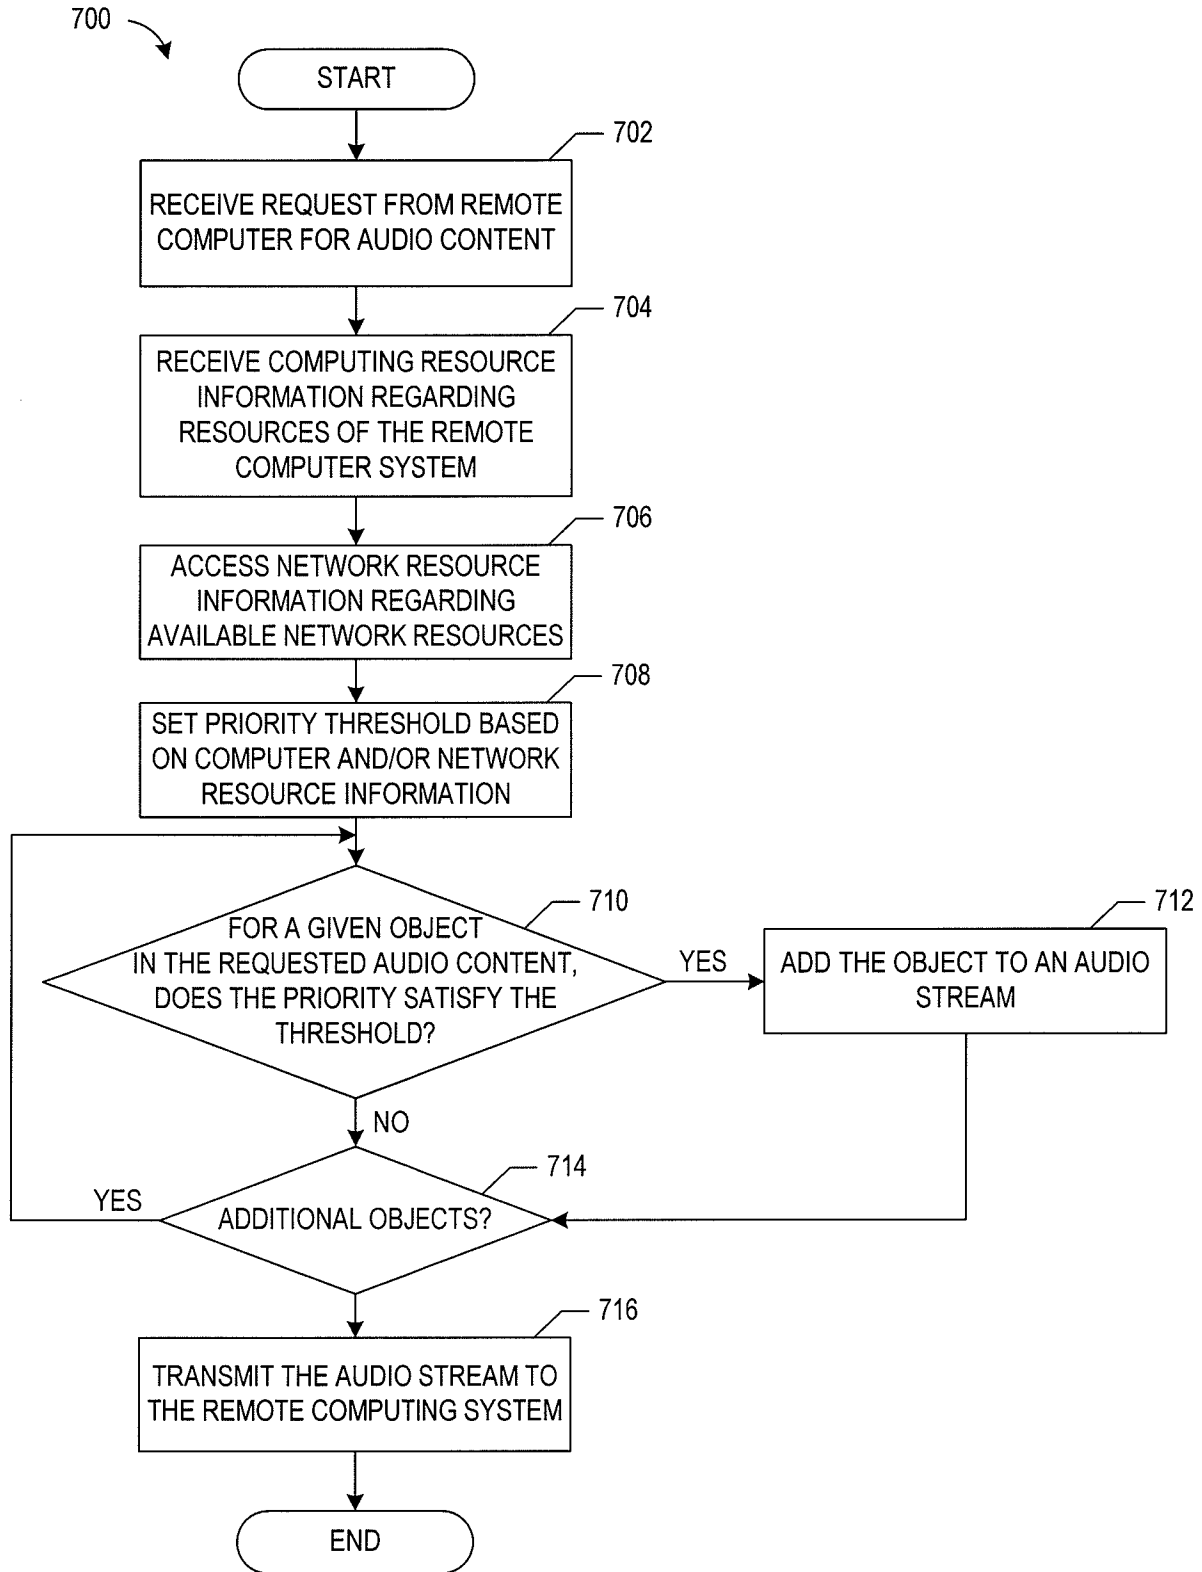 700
START
702
RECEIVE REQUEST FROM REMOTE
COMPUTER FOR AUDIO CONTENT
704
RECEIVE COMPUTING RESOURCE
INFORMATION REGARDING
RESOURCES OF THE REMOTE
COMPUTER SYSTEM
706
ACCESS NETWORK RESOURCE
INFORMATION REGARDING
AVAILABLE NETWORK RESOURCES
708
SET PRIORITY THRESHOLD BASED
ON COMPUTER AND/OR NETWORK
RESOURCE INFORMATION
710
FOR A GIVEN OBJECT
IN THE REQUESTED AUDIO CONTENT,
DOES THE PRIORITY SATISFY THE
THRESHOLD?
YES
712
ADD THE OBJECT TO AN AUDIO
STREAM
NO
714
YES
ADDITIONAL OBJECTS?
716
TRANSMIT THE AUDIO STREAM TO
THE REMOTE COMPUTING SYSTEM
END